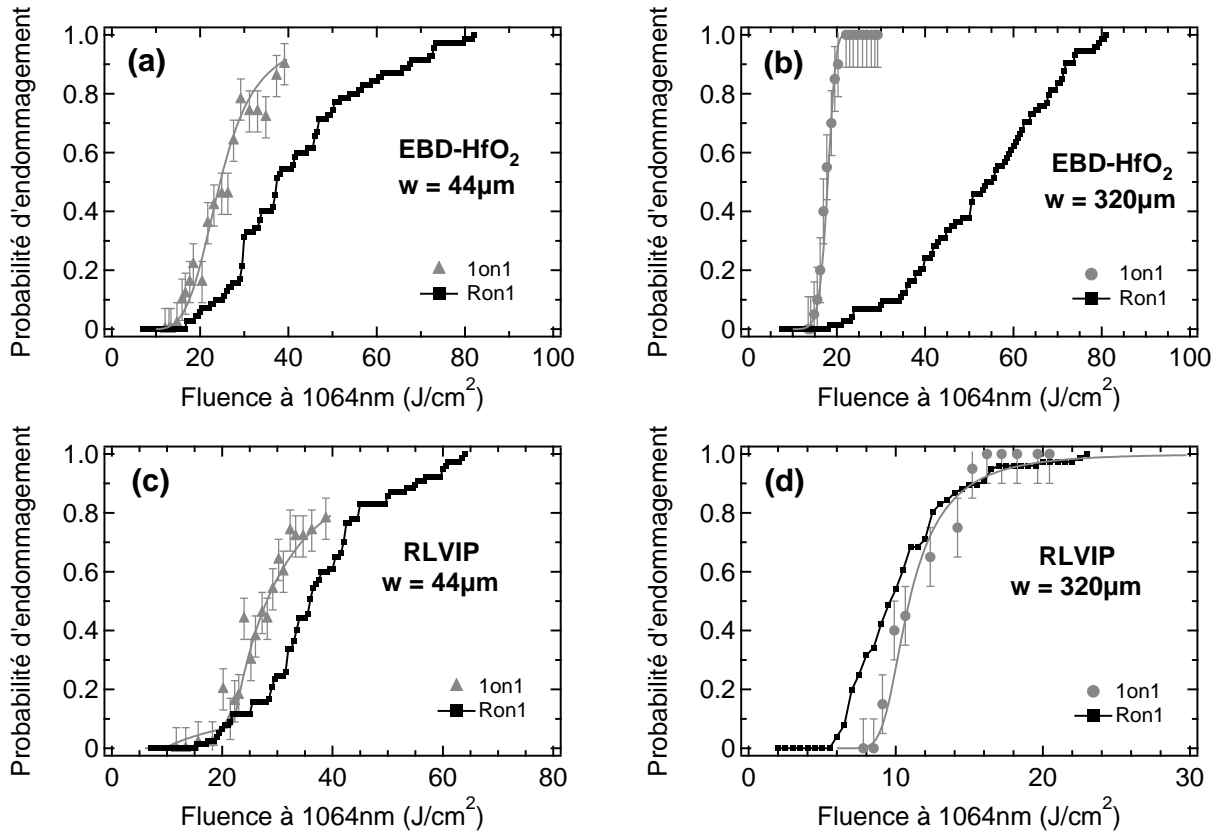 Probabilité d'endommagement
1.0
0.8
0.6
0.4
0.2
0
(a)
EBD-HfO2
w = 44µm
1on1
Ron1
0 20 40 60 80 100
Fluence à 1064nm (J/cm2)
Probabilité d'endommagement
1.0
0.8
0.6
0.4
0.2
0
(b)
EBD-HfO2
w = 320µm
1on1
Ron1
0 20 40 60 80 100
Fluence à 1064nm (J/cm2)
Probabilité d'endommagement
1.0
0.8
0.6
0.4
0.2
0
(c)
RLVIP
w = 44µm
1on1
Ron1
0 20 40 60 80
Fluence à 1064nm (J/cm2)
Probabilité d'endommagement
1.0
0.8
0.6
0.4
0.2
0
(d)
RLVIP
w = 320µm
1on1
Ron1
0 10 20 30
Fluence à 1064nm (J/cm2)